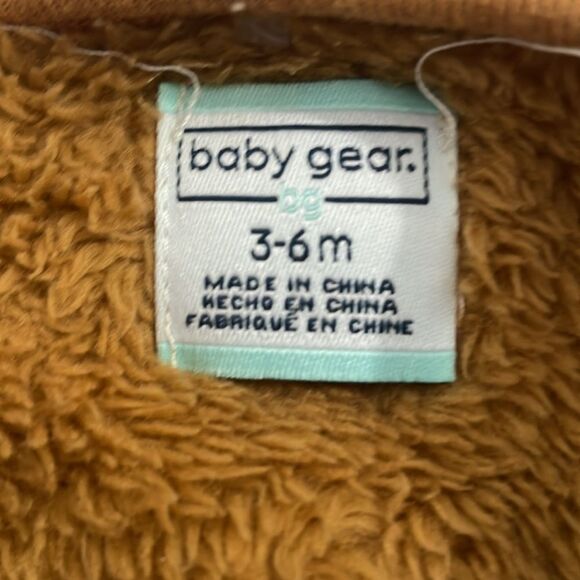 baby gear.
bg
3-6m
MADE IN CHINA
HECHO EN CHINA
FABRIQUÉ EN CHINE